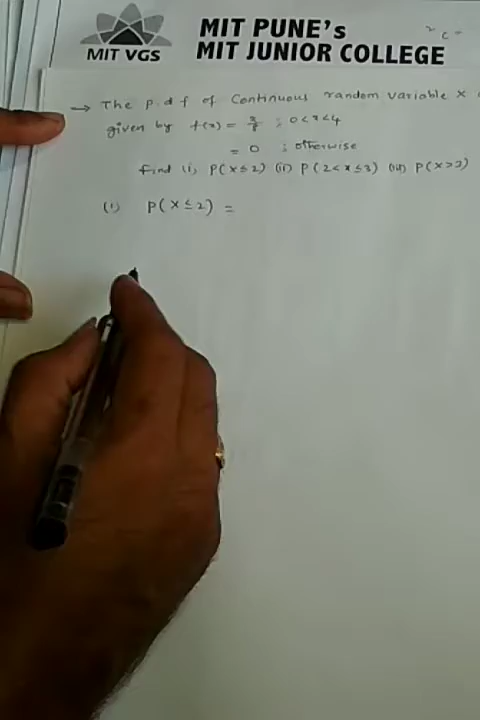 MIT PUNE's
MIT VGS MIT JUNIOR COLLEGE
→ The p.d f of Continuous random variable X
given by f(x) = x/8 ; 0<x<4
= 0 ; otherwise
find (i) P(X≤2) (ii) P(2<x≤3) (iii) P(X>3)
(i) P(X≤2) =